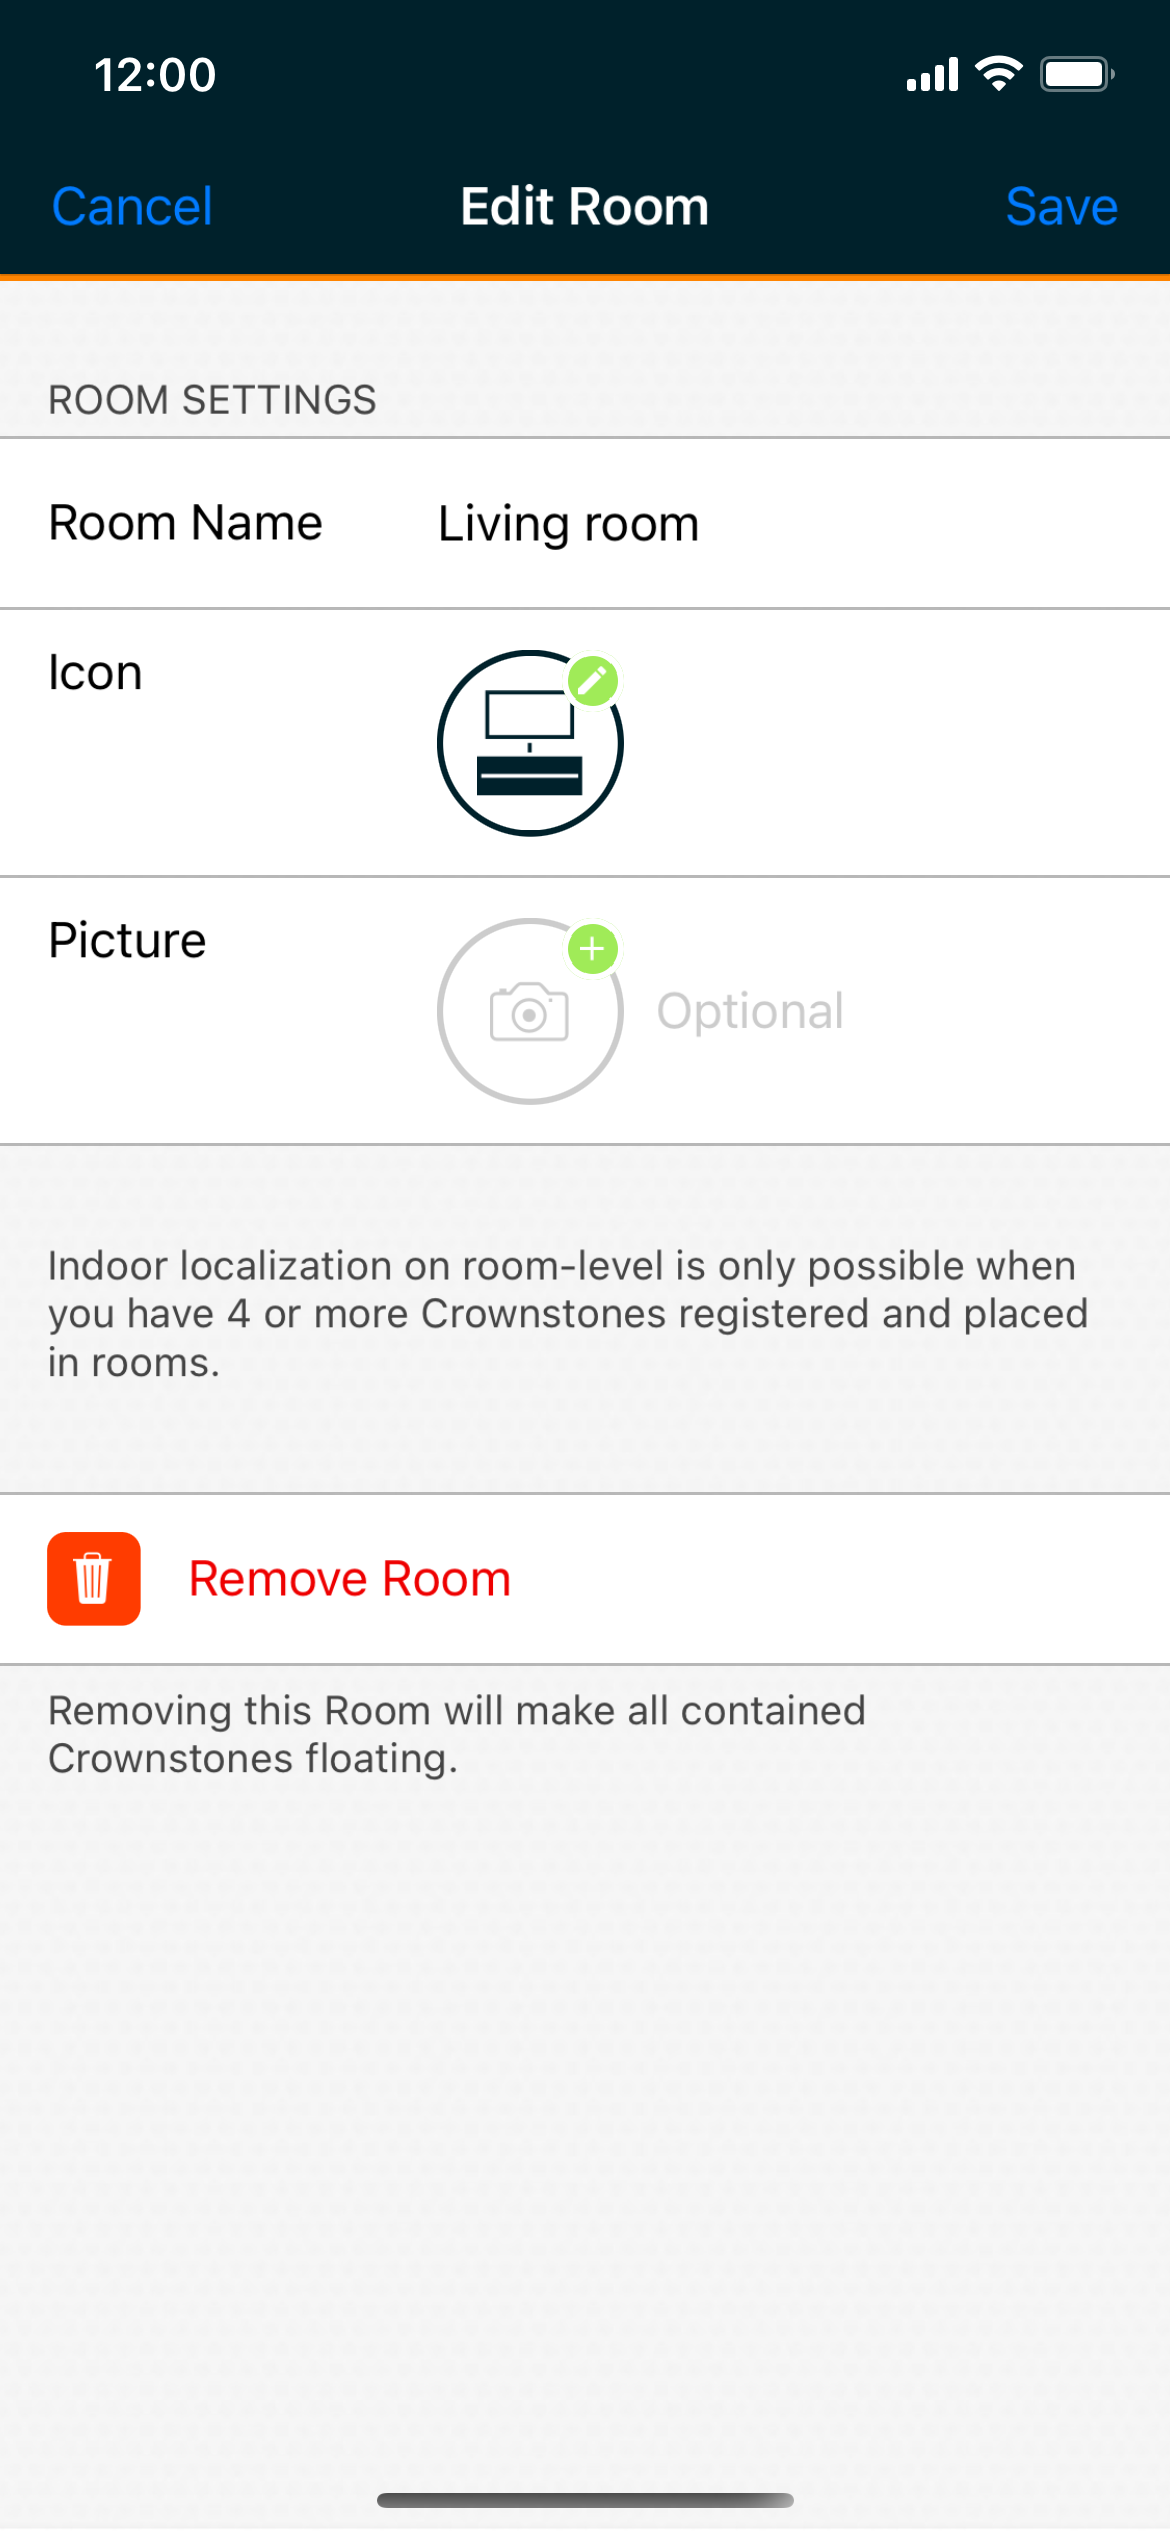 12:00
Cancel
Edit Room
Save
ROOM SETTINGS
Room Name
Living room
Icon
Picture
Optional
Indoor localization on room-level is only possible when
you have 4 or more Crownstones registered and placed
in rooms.
Remove Room
Removing this Room will make all contained
Crownstones floating.